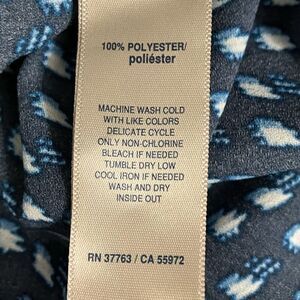 100% POLYESTER/
poliéster
MACHINE WASH COLD
WITH LIKE COLORS
DELICATE CYCLE
ONLY NON-CHLORINE
BLEACH IF NEEDED
TUMBLE DRY LOW
COOL IRON IF NEEDED
WASH AND DRY
INSIDE OUT
RN 37763 / CA 55972